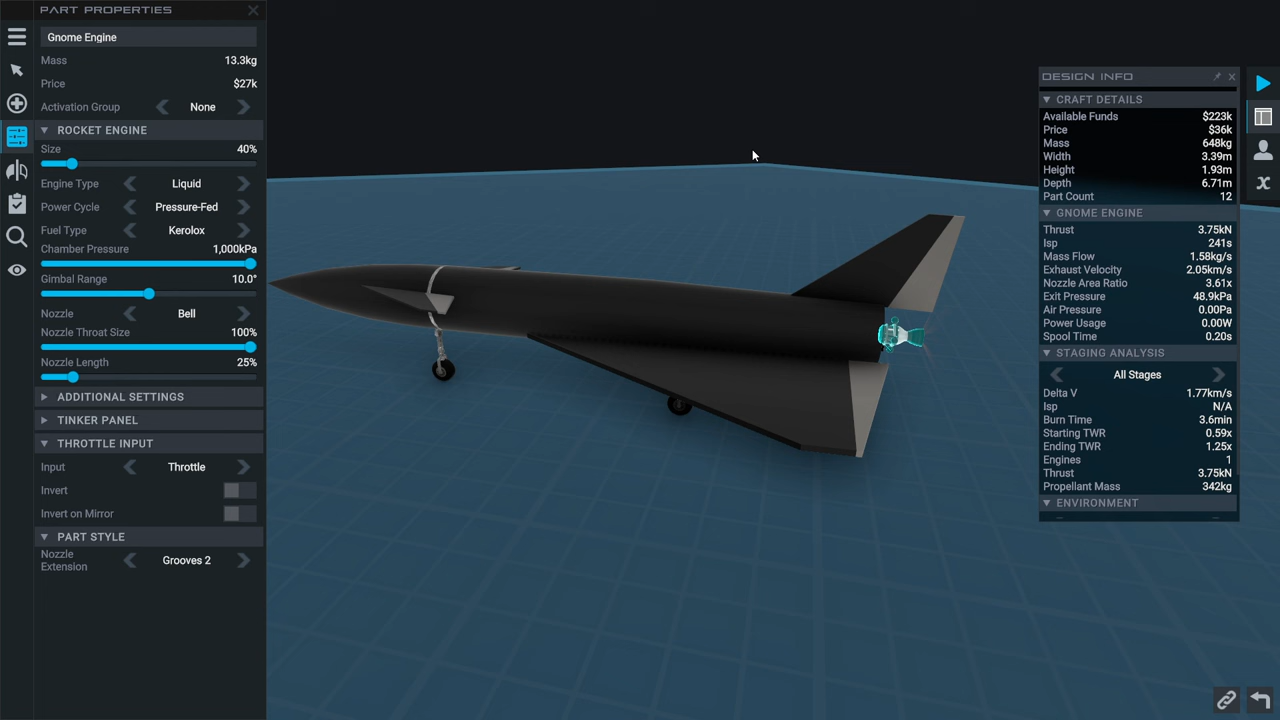 PART PROPERTIES
Gnome Engine
Mass 13.3kg
Price $27k
Activation Group None
ROCKET ENGINE
Size 40%
Engine Type Liquid
Power Cycle Pressure-Fed
Fuel Type Kerolox
Chamber Pressure 1,000kPa
Gimbal Range 10.0°
Nozzle Bell
Nozzle Throat Size 100%
Nozzle Length 25%
ADDITIONAL SETTINGS
TINKER PANEL
THROTTLE INPUT
Input Throttle
Invert
Invert on Mirror
PART STYLE
Nozzle Extension Grooves 2
DESIGN INFO
CRAFT DETAILS
Available Funds $223k
Price $36k
Mass 648kg
Width 3.39m
Height 1.93m
Depth 6.71m
Part Count 12
GNOME ENGINE
Thrust 3.75kN
Isp 241s
Mass Flow 1.58kg/s
Exhaust Velocity 2.05km/s
Nozzle Area Ratio 3.61x
Exit Pressure 48.9kPa
Air Pressure 0.00Pa
Power Usage 0.00W
Spool Time 0.20s
STAGING ANALYSIS
All Stages
Delta V 1.77km/s
Isp N/A
Burn Time 3.6min
Starting TWR 0.59x
Ending TWR 1.25x
Engines 1
Thrust 3.75kN
Propellant Mass 342kg
ENVIRONMENT